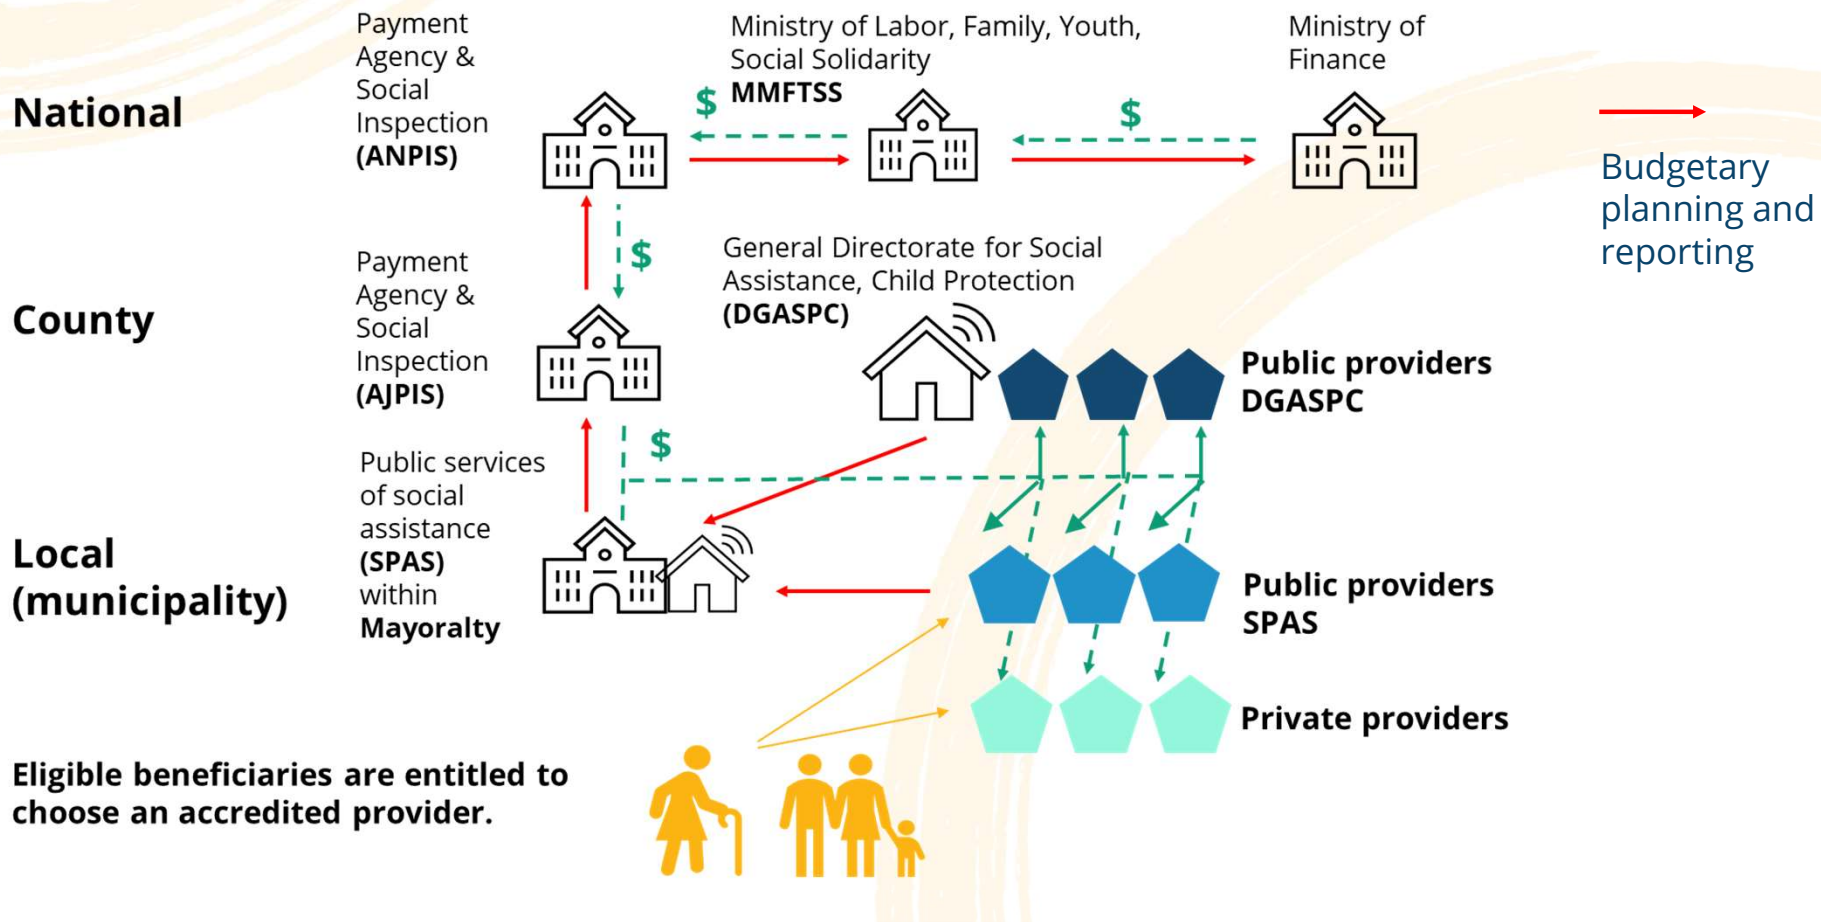 Payment
Agency &
Social
Inspection
(ANPIS)
Ministry of Labor, Family, Youth,
Social Solidarity
MMFTSS
Ministry of
Finance
National
$
$
Budgetary
planning and
reporting
$
Payment
Agency &
Social
Inspection
(AJPIS)
General Directorate for Social
Assistance, Child Protection
(DGASPC)
County
Public providers
DGASPC
$
Public services
of social
assistance
(SPAS)
within
Mayoralty
Local
(municipality)
Public providers
SPAS
Private providers
Eligible beneficiaries are entitled to
choose an accredited provider.